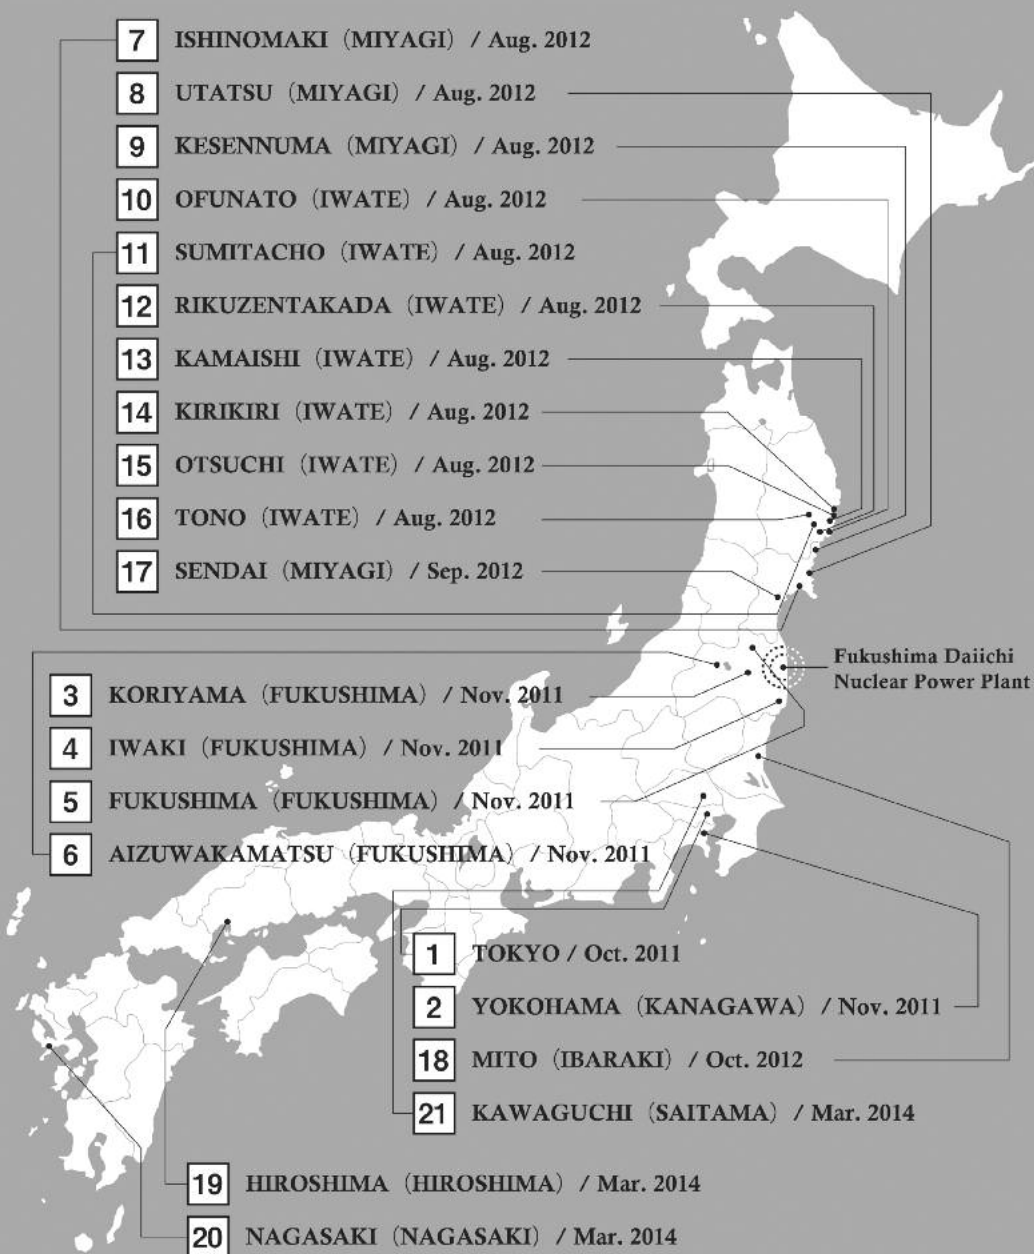 7 ISHINOMAKI (MIYAGI) / Aug. 2012
8 UTATSU (MIYAGI) / Aug. 2012
9 KESENNUMA (MIYAGI) / Aug. 2012
10 OFUNATO (IWATE) / Aug. 2012
11 SUMITACHO (IWATE) / Aug. 2012
12 RIKUZENTAKADA (IWATE) / Aug. 2012
13 KAMAISHI (IWATE) / Aug. 2012
14 KIRIKIRI (IWATE) / Aug. 2012
15 OTSUCHI (IWATE) / Aug. 2012
16 TONO (IWATE) / Aug. 2012
17 SENDAI (MIYAGI) / Sep. 2012
Fukushima Daiichi
Nuclear Power Plant
3 KORIYAMA (FUKUSHIMA) / Nov. 2011
4 IWAKI (FUKUSHIMA) / Nov. 2011
5 FUKUSHIMA (FUKUSHIMA) / Nov. 2011
6 AIZUWAKAMATSU (FUKUSHIMA) / Nov. 2011
1 TOKYO / Oct. 2011
2 YOKOHAMA (KANAGAWA) / Nov. 2011
18 MITO (IBARAKI) / Oct. 2012
21 KAWAGUCHI (SAITAMA) / Mar. 2014
19 HIROSHIMA (HIROSHIMA) / Mar. 2014
20 NAGASAKI (NAGASAKI) / Mar. 2014